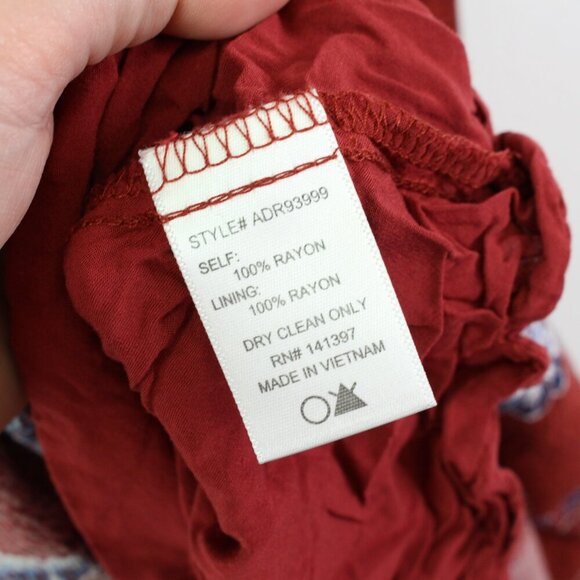 STYLE# ADR93999
SELF:
100% RAYON
LINING:
100% RAYON
DRY CLEAN ONLY
RN# 141397
MADE IN VIETNAM